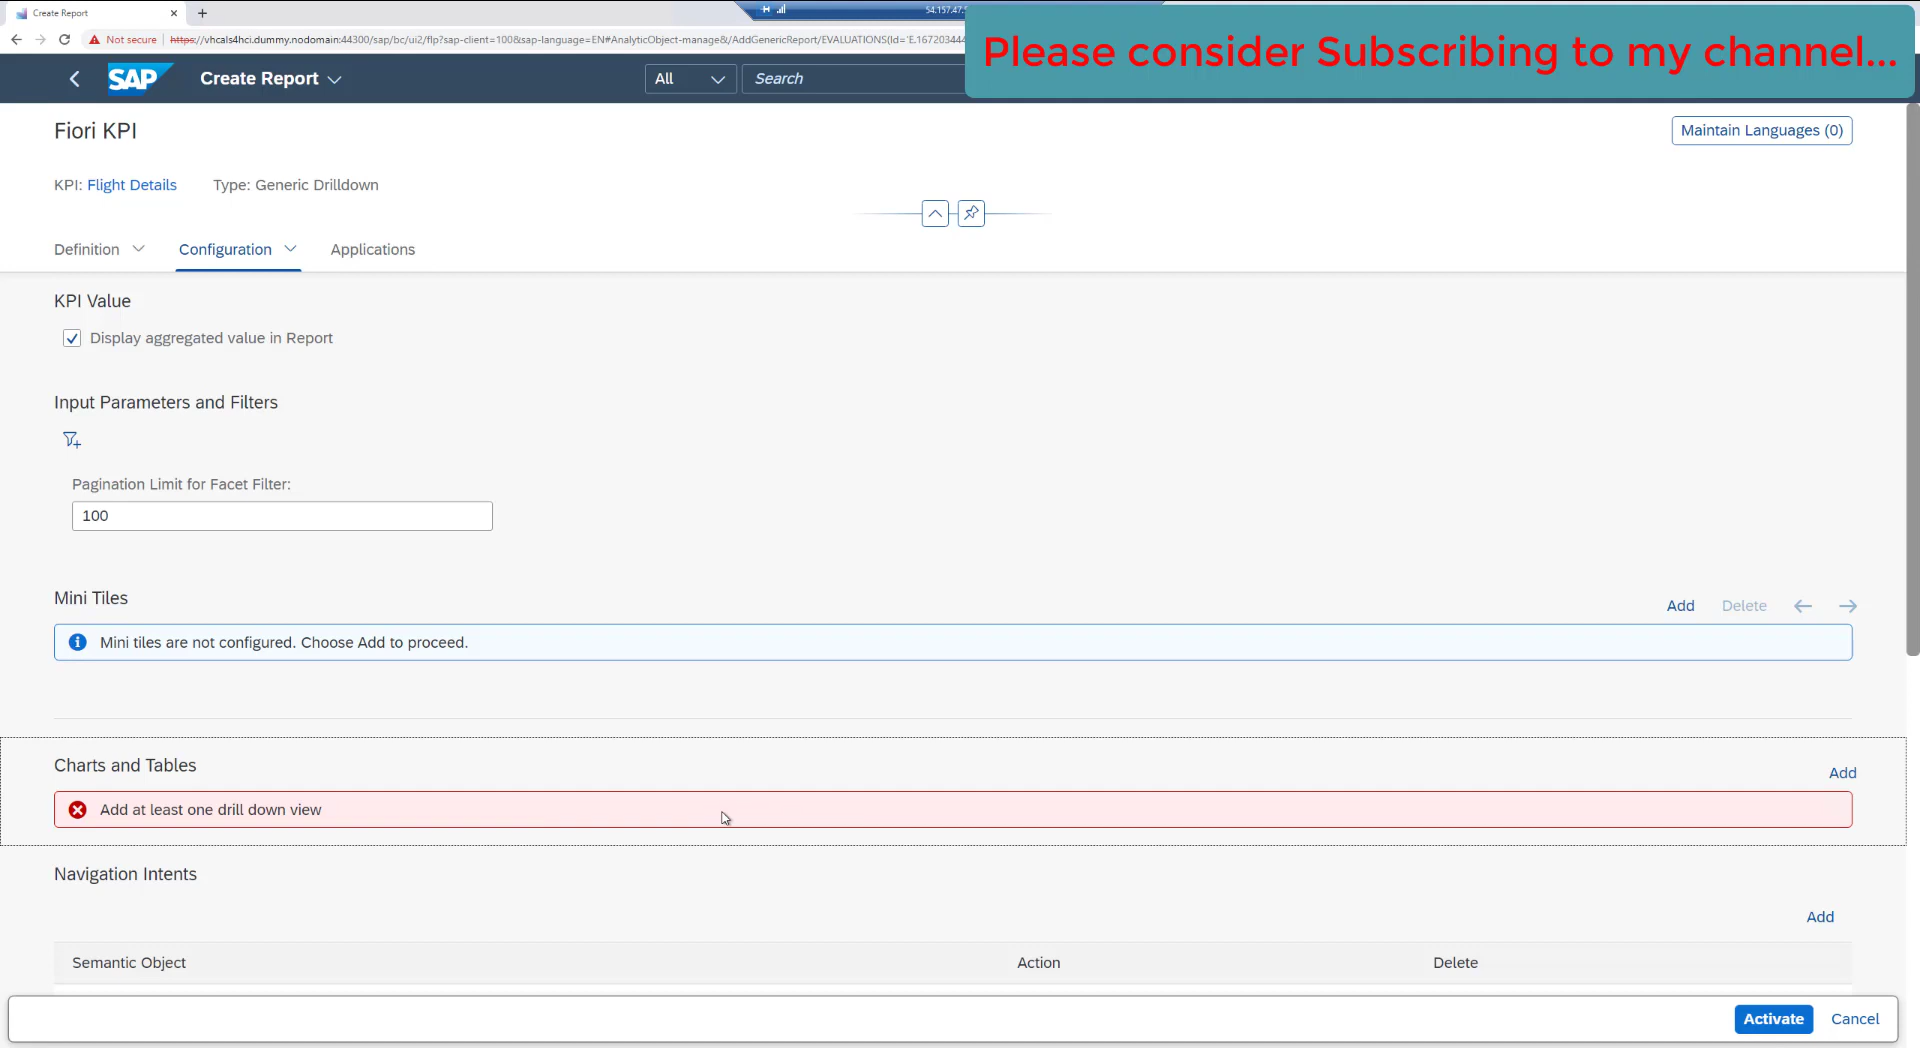 Create Report
54.157.47.
Not secure
https://vhcals4hci.dummy.nodomain:44300/sap/bc/ui2/flp?sap-client=100&sap-language=EN#AnalyticObject-manage&/AddGenericReport/EVALUATIONS(Id='E.167203444
Please consider Subscribing to my channel...
SAP
Create Report
All
Search
Fiori KPI
Maintain Languages (0)
KPI: Flight Details
Type: Generic Drilldown
Definition
Configuration
Applications
KPI Value
Display aggregated value in Report
Input Parameters and Filters
Pagination Limit for Facet Filter:
100
Mini Tiles
Add
Delete
Mini tiles are not configured. Choose Add to proceed.
Charts and Tables
Add
Add at least one drill down view
Navigation Intents
Add
Semantic Object
Action
Delete
Activate
Cancel